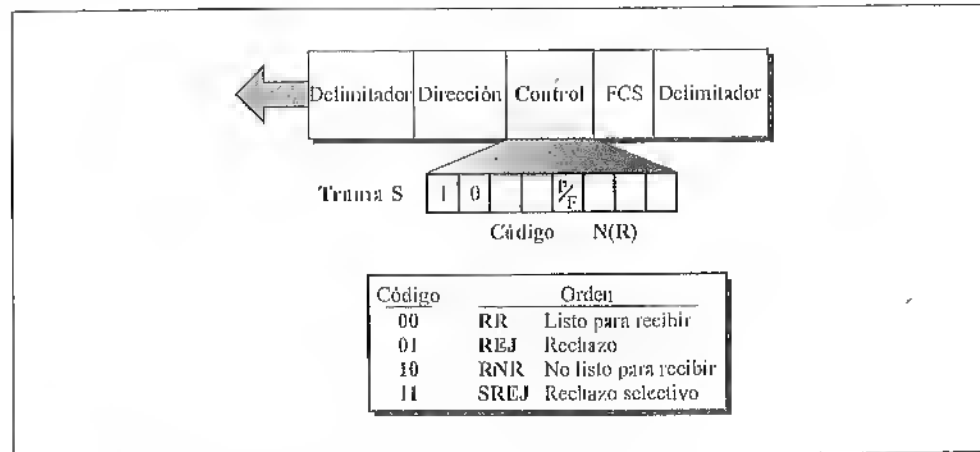 Delimitador Dirección Control FCS Delimitador
Trama S 1 0 P/F
Código N(R)
Código Orden
00 RR Listo para recibir
01 REJ Rechazo
10 RNR No listo para recibir
11 SREJ Rechazo selectivo